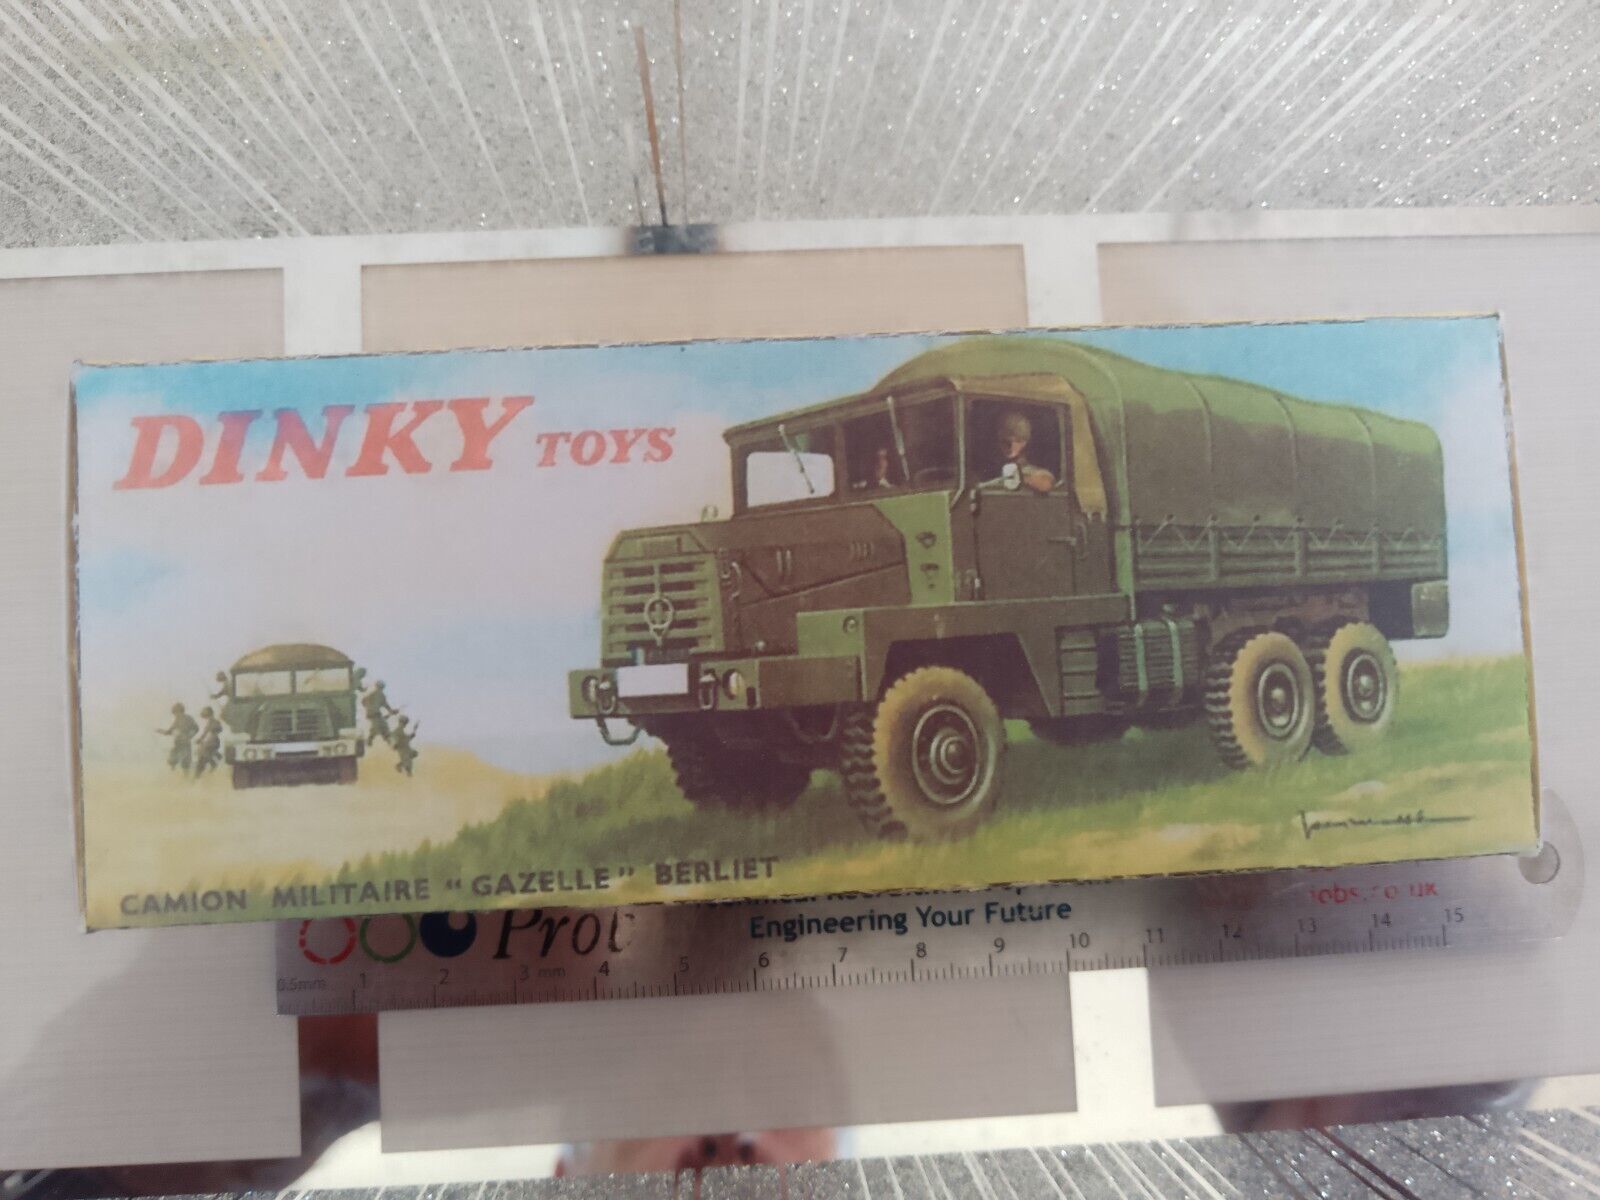 DINKY TOYS
CAMION MILITAIRE "GAZELLE" BERLIET
Engineering Your Future
jobs.co.uk
0.5mm 1 2 3 mm 4 5 6 7 8 9 10 11 12 13 14 15